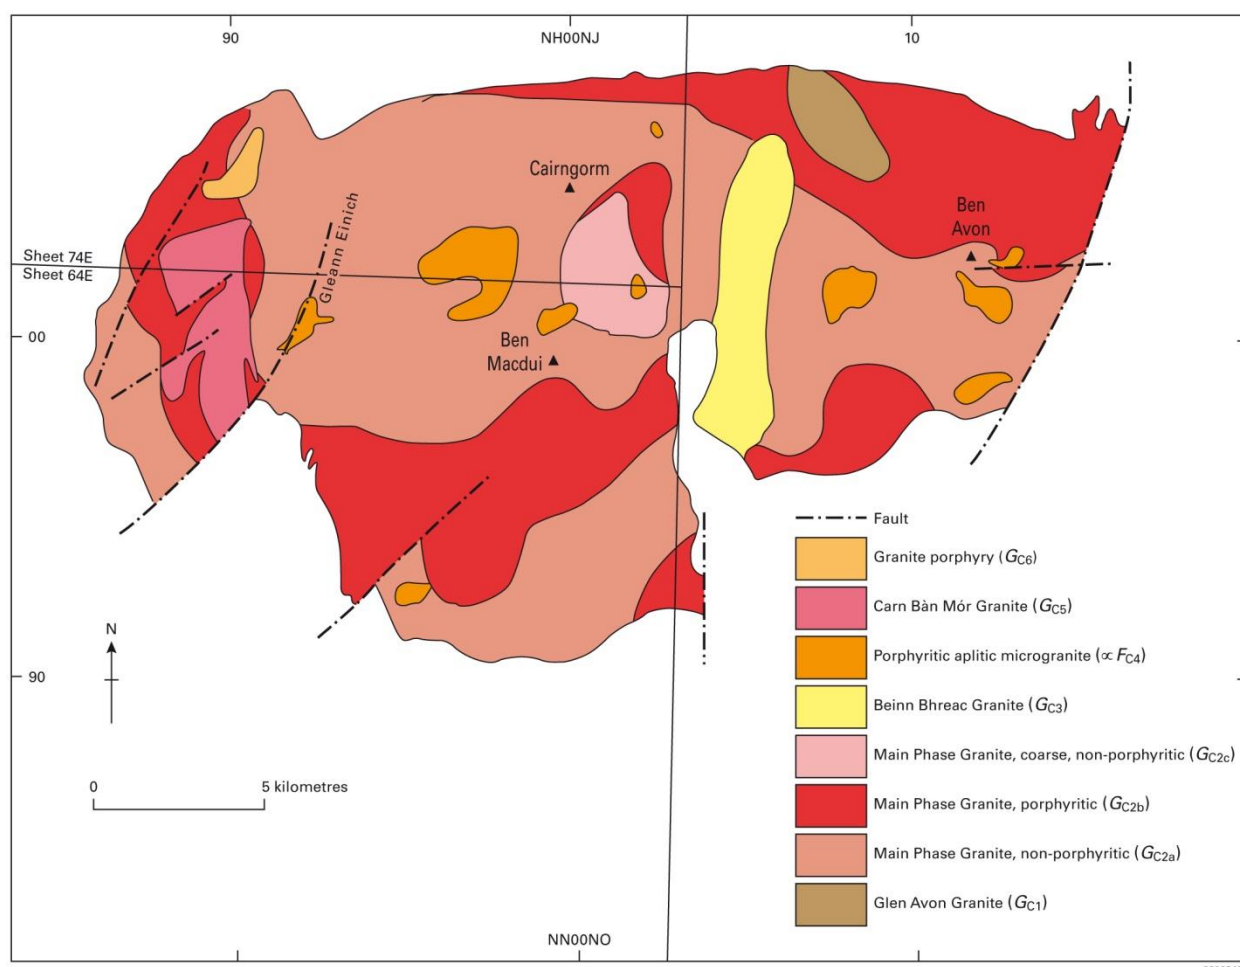 90
NH00NJ
10
Cairngorm
Ben
Avon
Gleann Einich
Sheet 74E
Sheet 64E
00
Ben
Macdui
Fault
Granite porphyry (GC6)
Carn Bàn Mór Granite (GC5)
N
Porphyritic aplitic microgranite (∝FC4)
90
Beinn Bhreac Granite (GC3)
Main Phase Granite, coarse, non-porphyritic (GC2c)
0
5 kilometres
Main Phase Granite, porphyritic (GC2b)
Main Phase Granite, non-porphyritic (GC2a)
Glen Avon Granite (GC1)
NN00NO